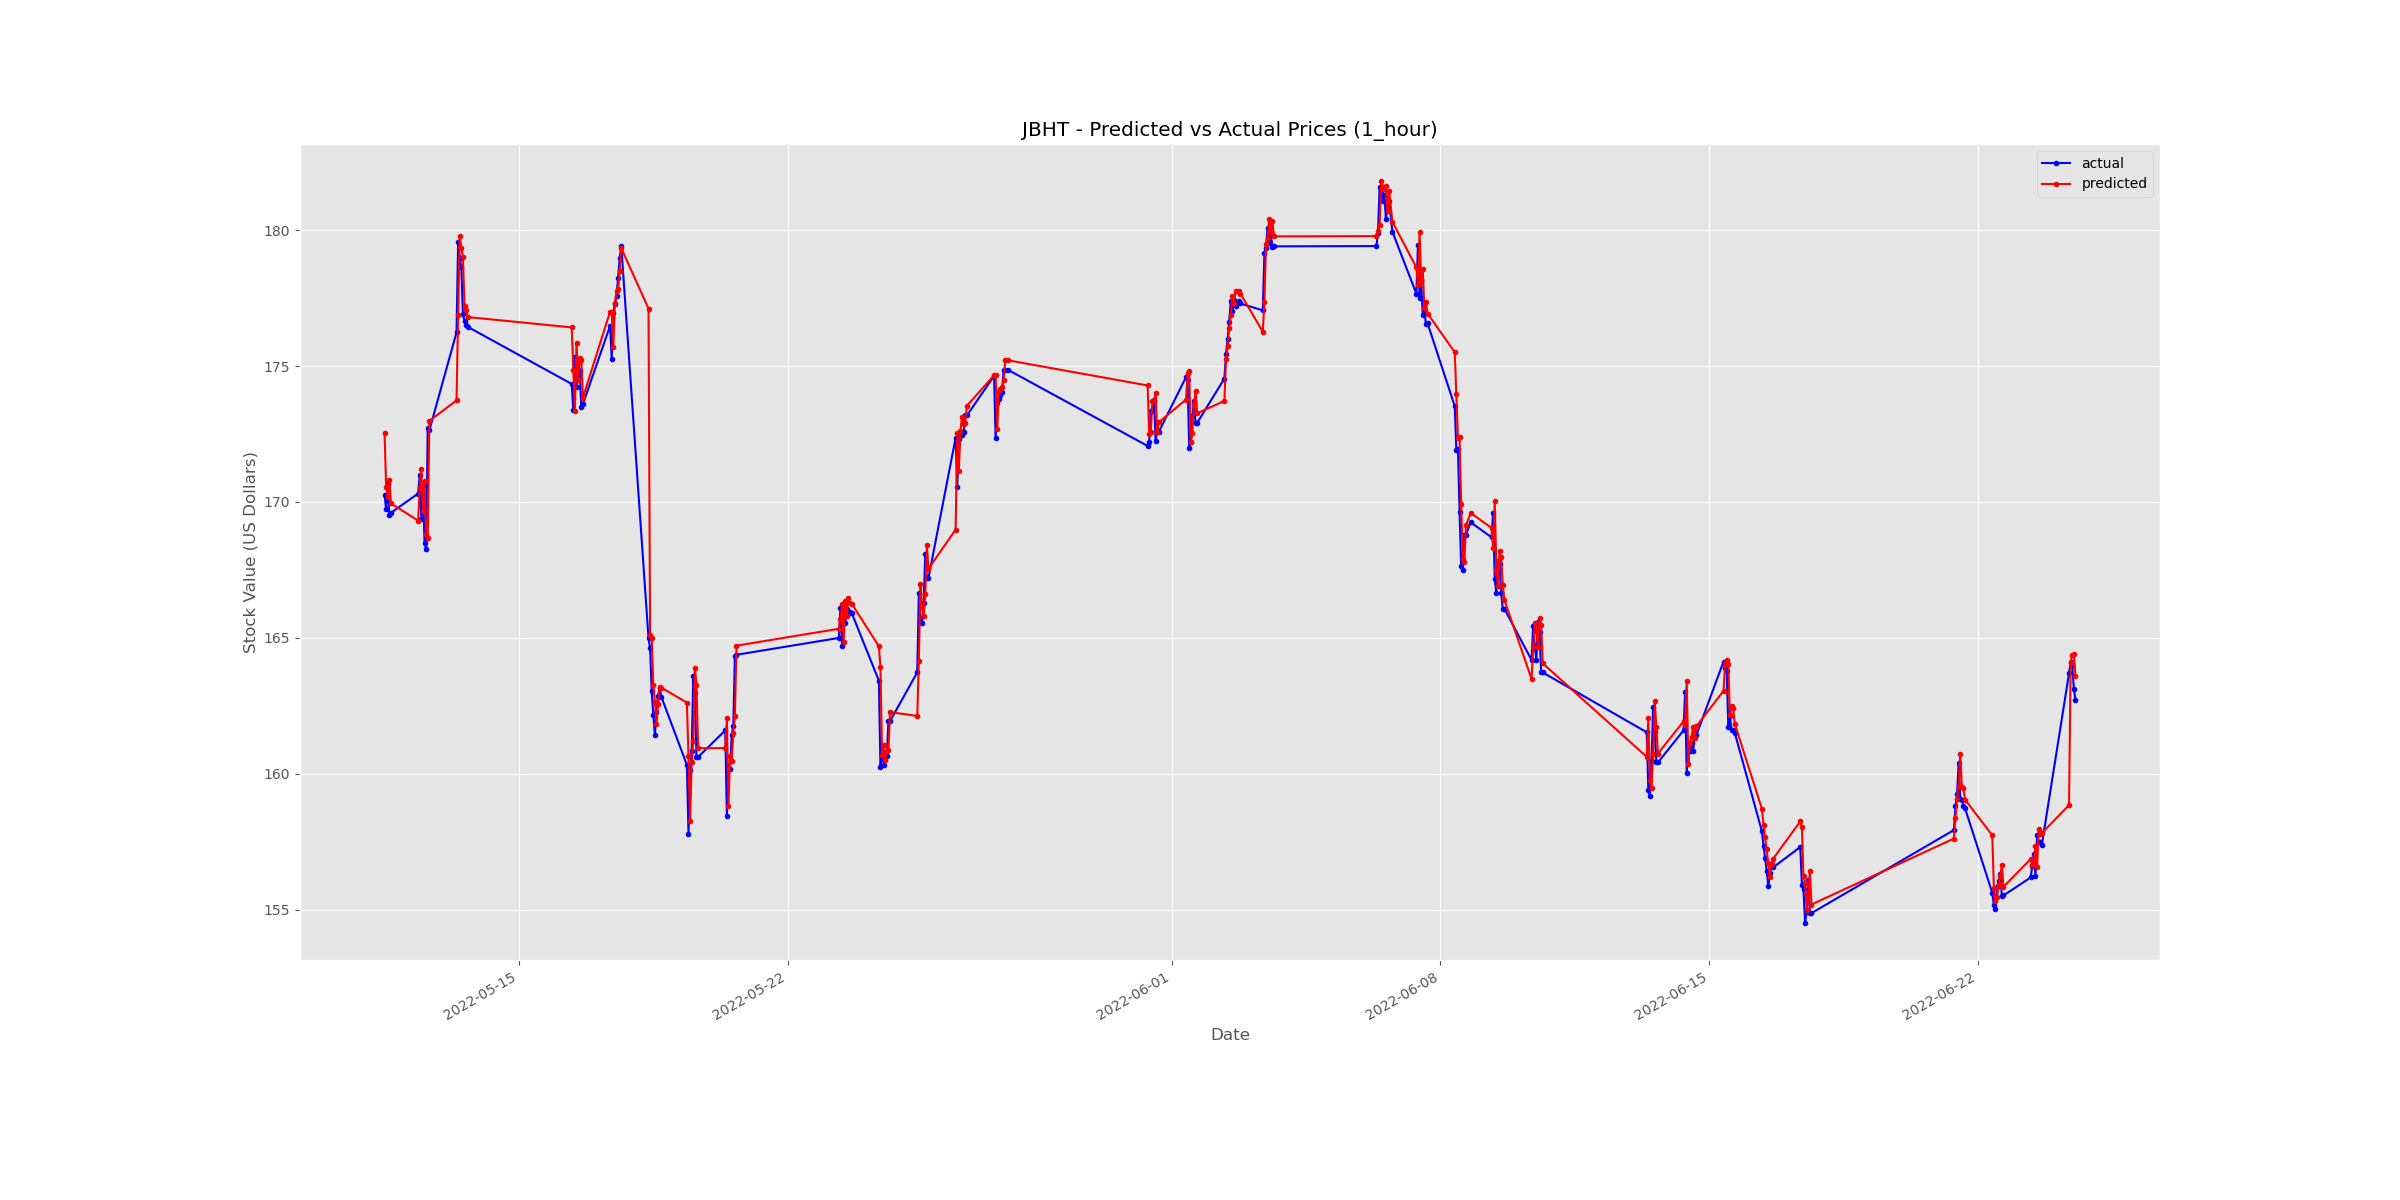 JBHT - Predicted vs Actual Prices (1_hour)
actual
predicted
Stock Value (US Dollars)
180
175
170
165
160
155
2022-05-15
2022-05-22
2022-06-01
2022-06-08
2022-06-15
2022-06-22
Date